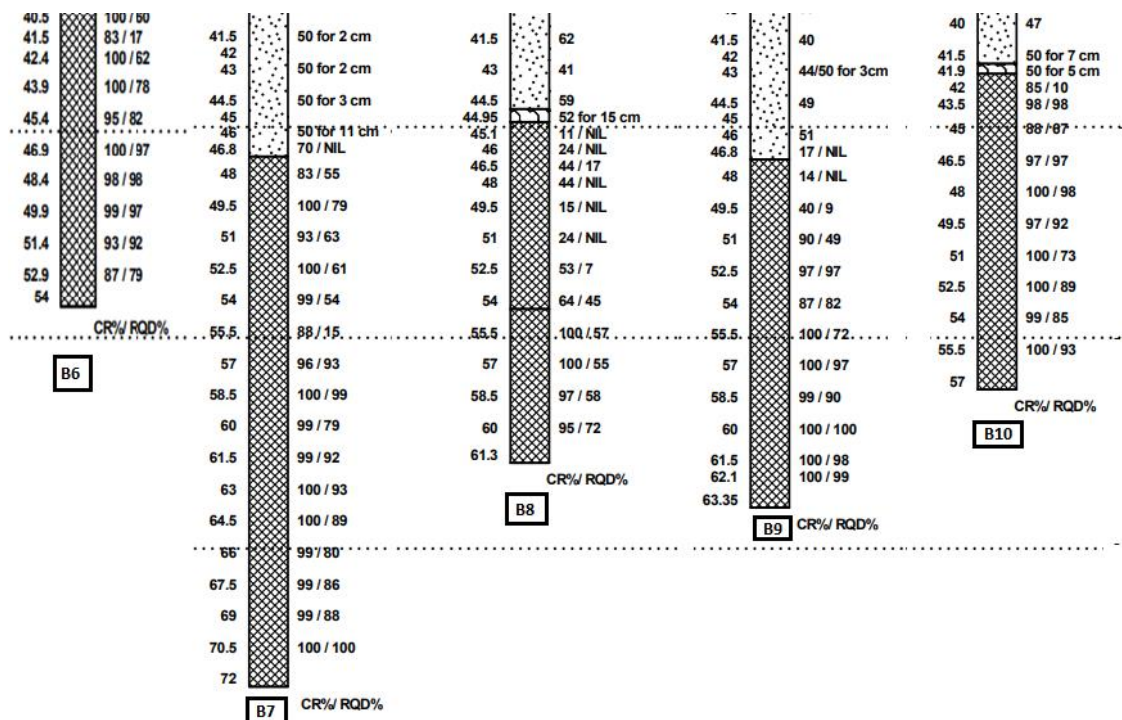 40.5 100/60
41.5 83/17
42.4 100/62
43.9 100/78
45.4 95/82
46.9 100/97
48.4 98/98
49.9 99/97
51.4 93/92
52.9 87/79
54
CR%/ RQD%
B6
41.5 50 for 2 cm
42
43 50 for 2 cm
44.5 50 for 3 cm
45
46 50 for 11 cm
46.8 70 / NIL
48 83 / 55
49.5 100 / 79
51 93 / 63
52.5 100 / 61
54 99 / 54
55.5 88 / 15
57 96 / 93
58.5 100 / 99
60 99 / 79
61.5 99 / 92
63 100 / 93
64.5 100 / 89
66 99 / 80
67.5 99 / 86
69 99 / 88
70.5 100 / 100
72
CR%/ RQD%
B7
41.5 62
43 41
44.5 59
44.95 52 for 15 cm
45.1 11 / NIL
46 24 / NIL
46.5 44 / 17
48 44 / NIL
49.5 15 / NIL
51 24 / NIL
52.5 53 / 7
54 64 / 45
55.5 100 / 57
57 100 / 55
58.5 97 / 58
60 95 / 72
61.3
CR%/ RQD%
B8
41.5 40
42
43 44/50 for 3cm
44.5 49
45
46 51
46.8 17 / NIL
48 14 / NIL
49.5 40 / 9
51 90 / 49
52.5 97 / 97
54 87 / 82
55.5 100 / 72
57 100 / 97
58.5 99 / 90
60 100 / 100
61.5 100 / 98
62.1 100 / 99
63.35
B9 CR%/ RQD%
40 47
41.5 50 for 7 cm
41.9 50 for 5 cm
42 85 / 10
43.5 98 / 98
45 88 / 87
46.5 97 / 97
48 100 / 98
49.5 97 / 92
51 100 / 73
52.5 100 / 89
54 99 / 85
55.5 100 / 93
57
CR%/ RQD%
B10